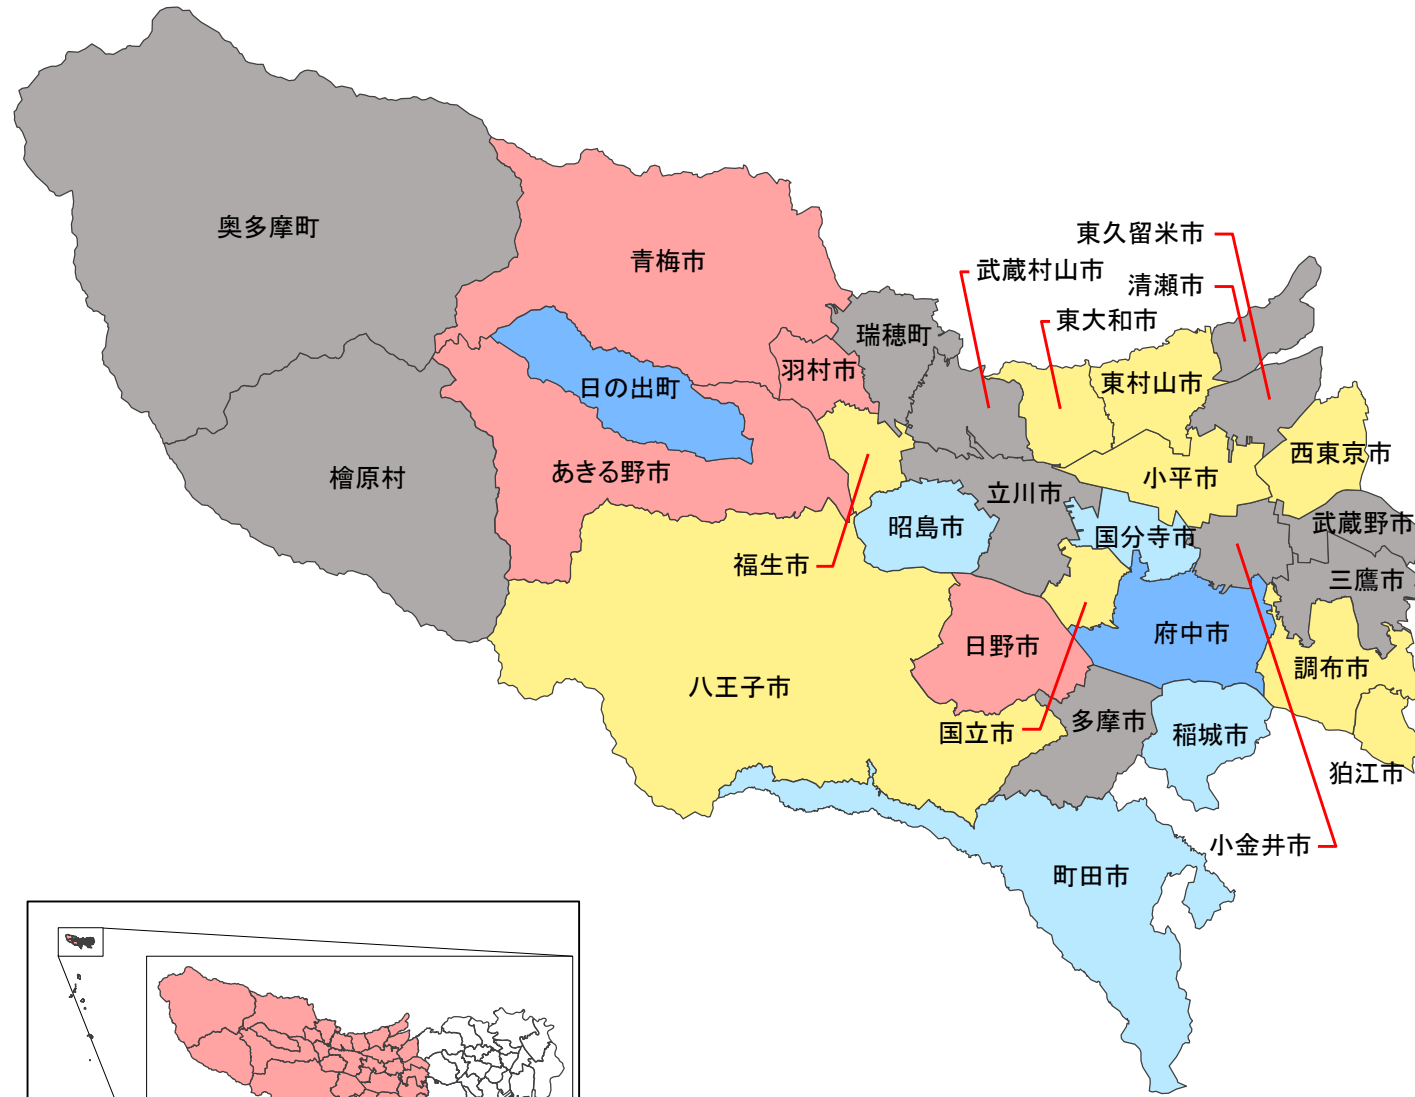 奥多摩町
東久留米市
青梅市
武蔵村山市
清瀬市
東大和市
瑞穂町
羽村市
東村山市
日の出町
西東京市
あきる野市
檜原村
小平市
立川市
昭島市
国分寺市
武蔵野市
福生市
三鷹市
府中市
日野市
調布市
八王子市
多摩市
国立市
稲城市
狛江市
小金井市
町田市